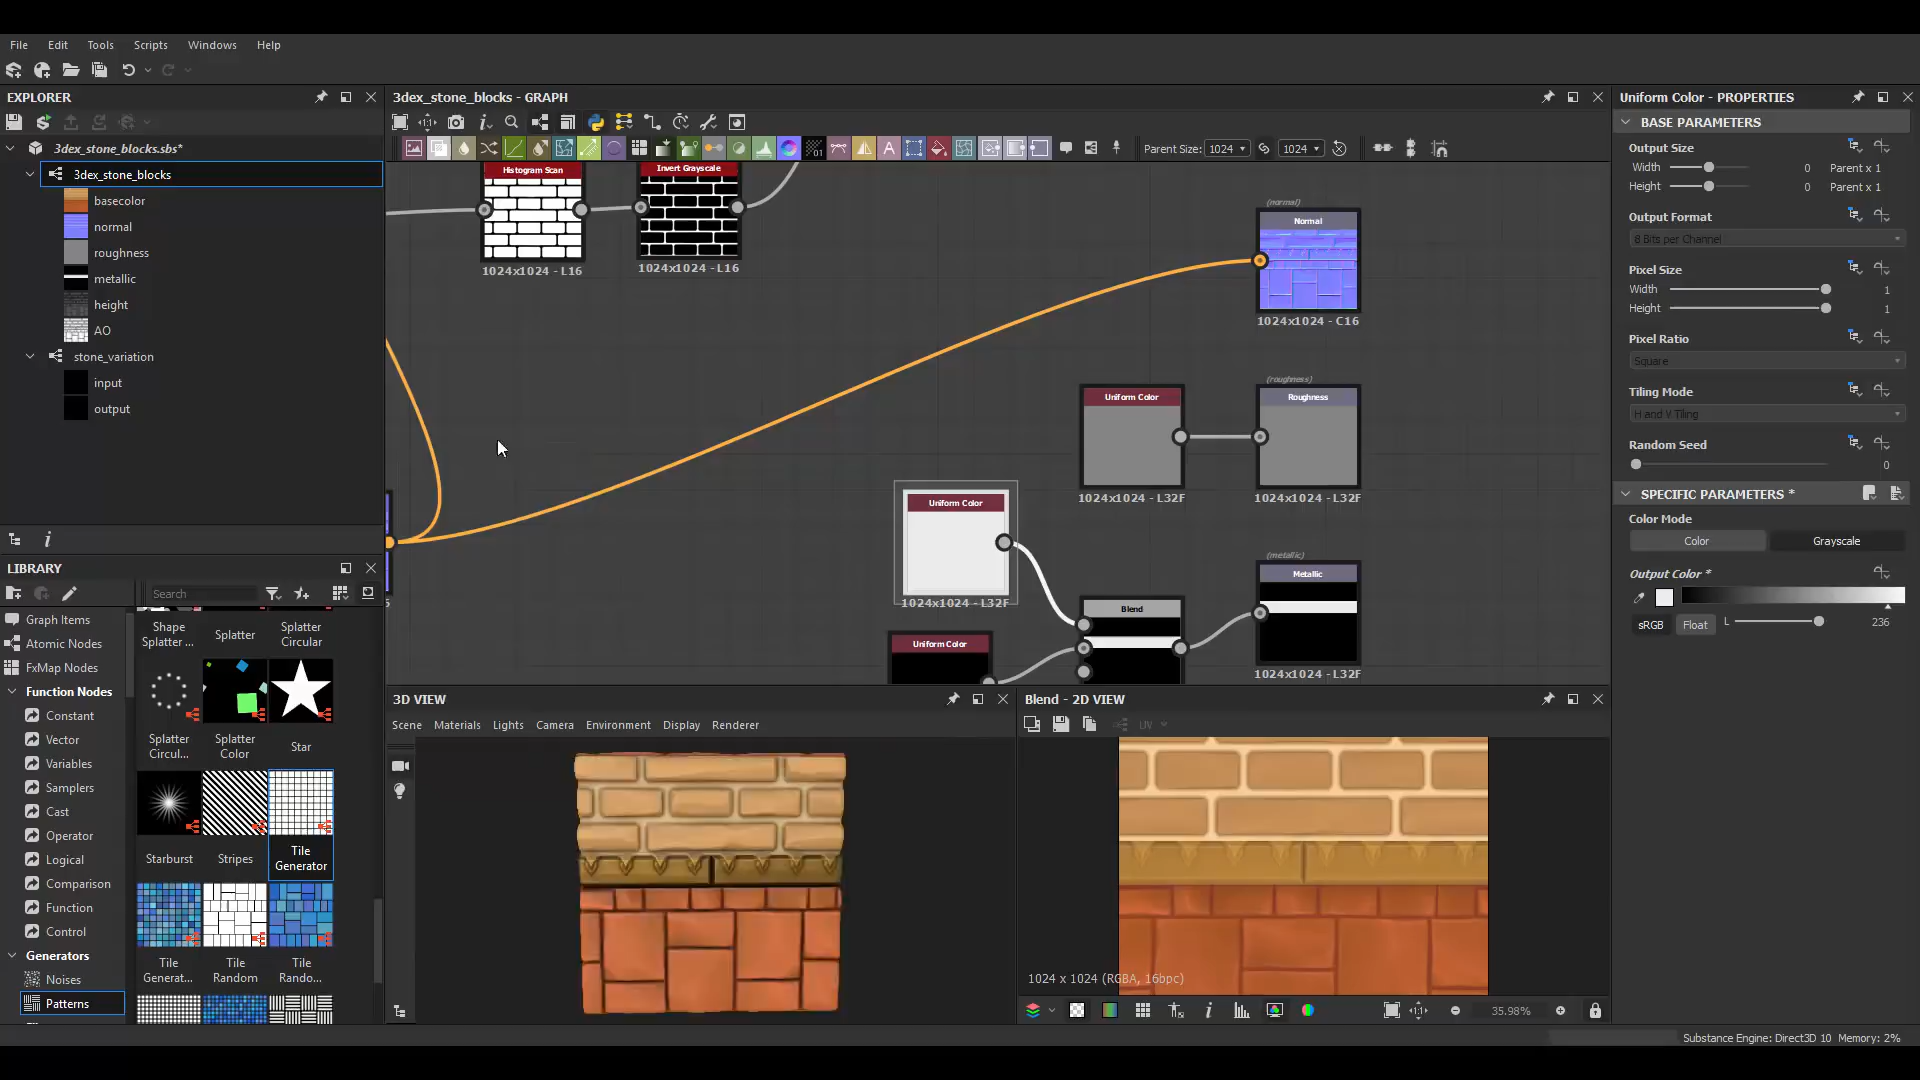 File Edit Tools Scripts Windows Help
EXPLORER
3dex_stone_blocks.sbs*
3dex_stone_blocks
basecolor
normal
roughness
metallic
height
AO
stone_variation
input
output
LIBRARY
Search
Graph Items
Atomic Nodes
FxMap Nodes
Function Nodes
Constant
Vector
Variables
Samplers
Cast
Operator
Logical
Comparison
Function
Control
Generators
Noises
Patterns
Shape Splatter ...
Splatter
Splatter Circular
Splatter Circul...
Splatter Color
Star
Starburst
Stripes
Tile Generator
Tile Generat...
Tile Random
Tile Rando...
3dex_stone_blocks - GRAPH
Parent Size: 1024 1024
Histogram Scan
1024x1024 - L16
Invert Grayscale
1024x1024 - L16
(normal)
Normal
1024x1024 - C16
Uniform Color
1024x1024 - L32F
(roughness)
Roughness
1024x1024 - L32F
Uniform Color
1024x1024 - L32F
Uniform Color
Blend
(metallic)
Metallic
1024x1024 - L32F
3D VIEW
Scene Materials Lights Camera Environment Display Renderer
Blend - 2D VIEW
UV
1024 x 1024 (RGBA, 16bpc)
35.98%
Uniform Color - PROPERTIES
BASE PARAMETERS
Output Size
Width 0 Parent x 1
Height 0 Parent x 1
Output Format
8 Bits per Channel
Pixel Size
Width 1
Height 1
Pixel Ratio
Square
Tiling Mode
H and V Tiling
Random Seed
0
SPECIFIC PARAMETERS *
Color Mode
Color Grayscale
Output Color *
sRGB Float L 236
Substance Engine: Direct3D 10 Memory: 2%